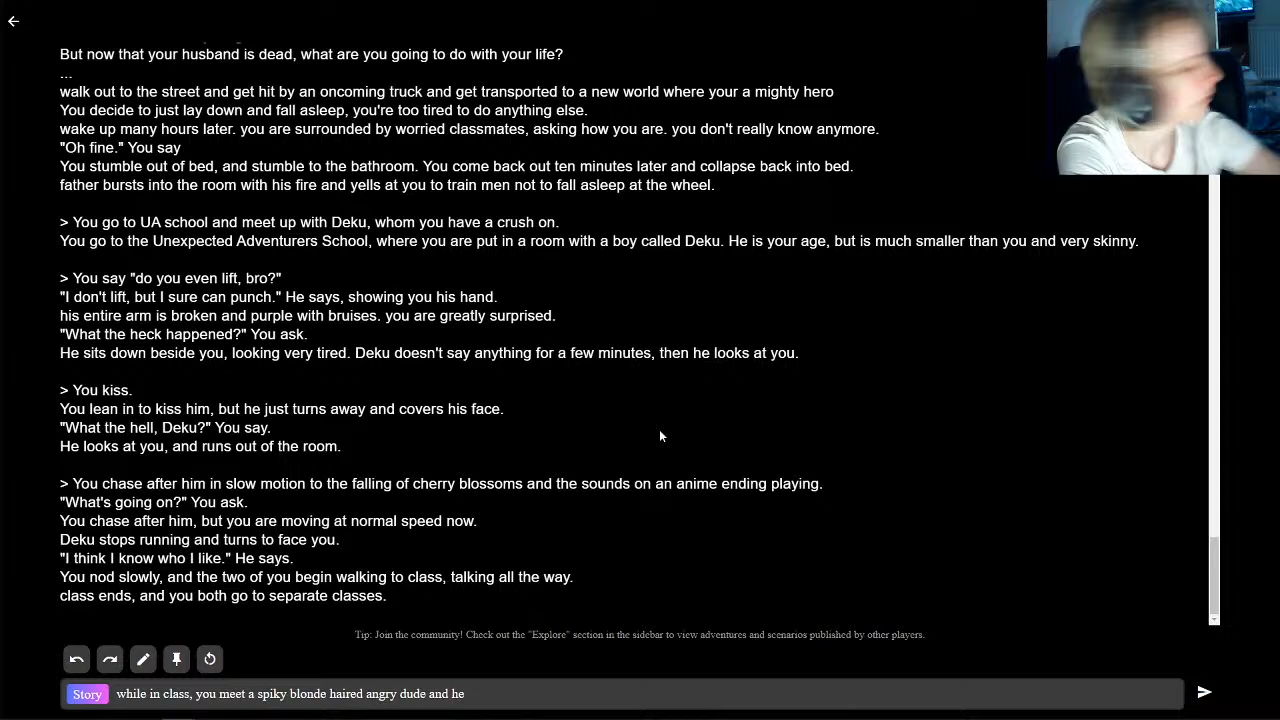 But now that your husband is dead, what are you going to do with your life?
...
walk out to the street and get hit by an oncoming truck and get transported to a new world where your a mighty hero
You decide to just lay down and fall asleep, you're too tired to do anything else.
wake up many hours later. you are surrounded by worried classmates, asking how you are. you don't really know anymore.
"Oh fine." You say
You stumble out of bed, and stumble to the bathroom. You come back out ten minutes later and collapse back into bed.
father bursts into the room with his fire and yells at you to train men not to fall asleep at the wheel.
> You go to UA school and meet up with Deku, whom you have a crush on.
You go to the Unexpected Adventurers School, where you are put in a room with a boy called Deku. He is your age, but is much smaller than you and very skinny.
> You say "do you even lift, bro?"
"I don't lift, but I sure can punch." He says, showing you his hand.
his entire arm is broken and purple with bruises. you are greatly surprised.
"What the heck happened?" You ask.
He sits down beside you, looking very tired. Deku doesn't say anything for a few minutes, then he looks at you.
> You kiss.
You lean in to kiss him, but he just turns away and covers his face.
"What the hell, Deku?" You say.
He looks at you, and runs out of the room.
> You chase after him in slow motion to the falling of cherry blossoms and the sounds on an anime ending playing.
"What's going on?" You ask.
You chase after him, but you are moving at normal speed now.
Deku stops running and turns to face you.
"I think I know who I like." He says.
You nod slowly, and the two of you begin walking to class, talking all the way.
class ends, and you both go to separate classes.
Tip: Join the community! Check out the "Explore" section in the sidebar to view adventures and scenarios published by other players.
Story while in class, you meet a spiky blonde haired angry dude and he